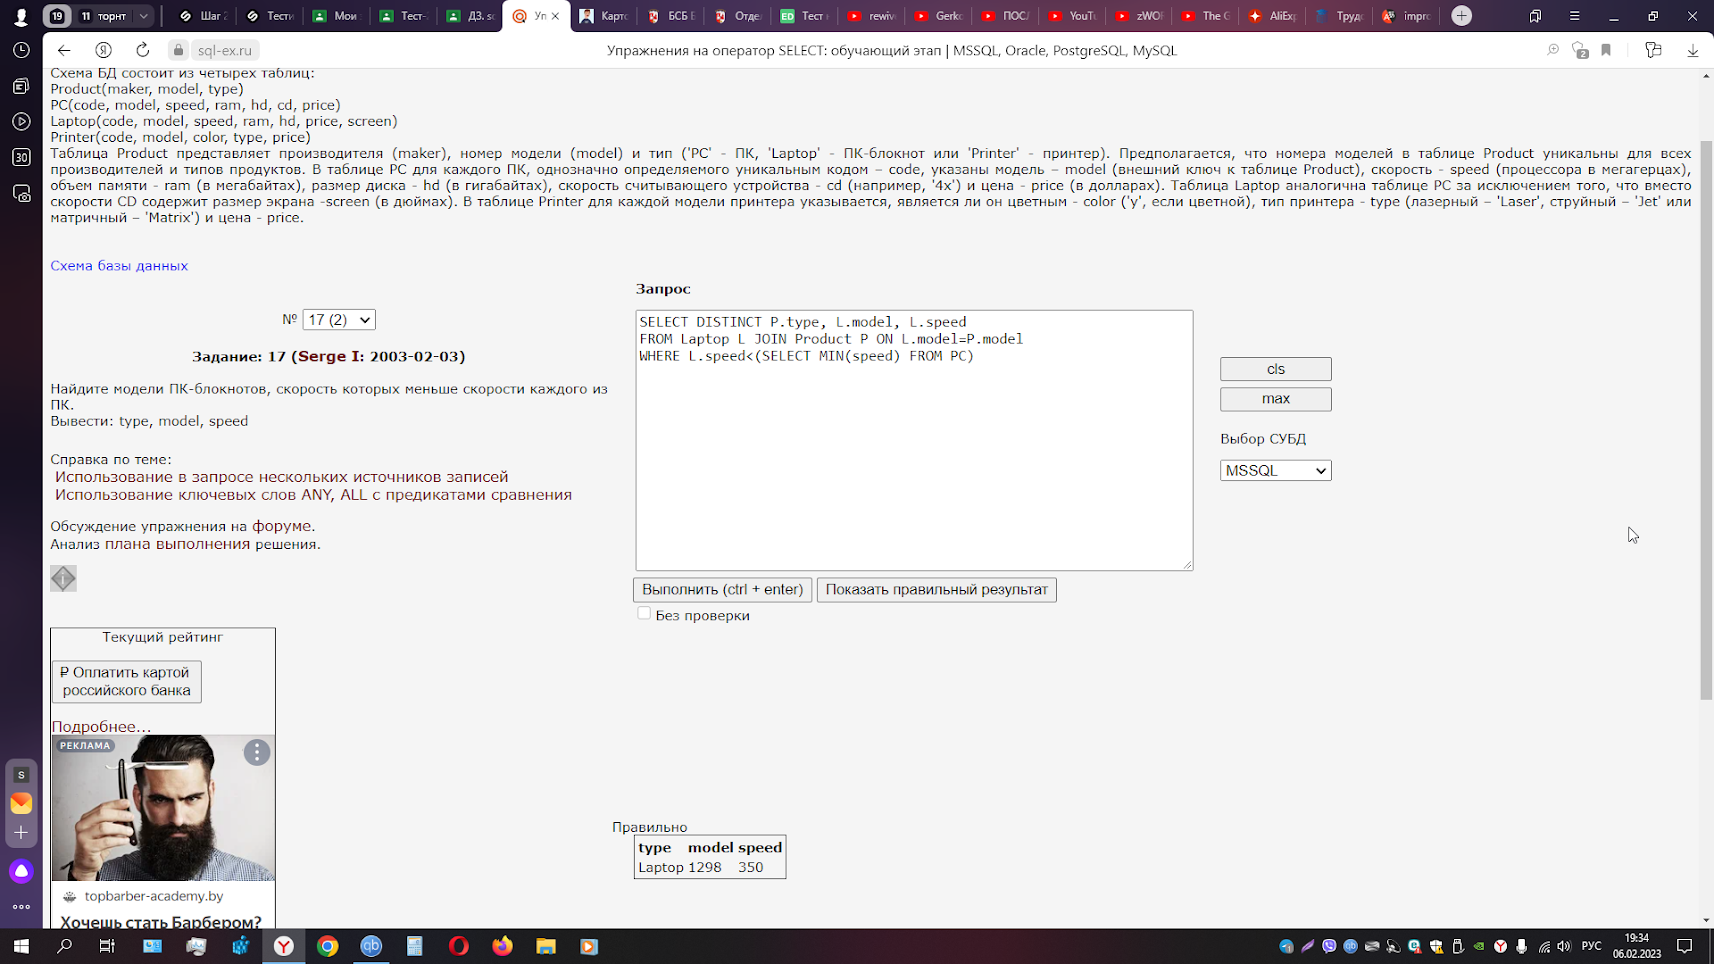 19
11 торнт
Шаг 2
Тести
Мои
Тест-
ДЗ. sc
Уп
Карто
БСБ Б
Отде
ED Тест н
rewiv
Gerko
ПОСЛ
YouTu
zWOI
The G
AliExp
Трудо
impro
sql-ex.ru
Упражнения на оператор SELECT: обучающий этап | MSSQL, Oracle, PostgreSQL, MySQL
2
30
Схема БД состоит из четырех таблиц:
Product(maker, model, type)
PC(code, model, speed, ram, hd, cd, price)
Laptop(code, model, speed, ram, hd, price, screen)
Printer(code, model, color, type, price)
Таблица Product представляет производителя (maker), номер модели (model) и тип ('PC' - ПК, 'Laptop' - ПК-блокнот или 'Printer' - принтер). Предполагается, что номера моделей в таблице Product уникальны для всех
производителей и типов продуктов. В таблице PC для каждого ПК, однозначно определяемого уникальным кодом – code, указаны модель – model (внешний ключ к таблице Product), скорость - speed (процессора в мегагерцах),
объем памяти - ram (в мегабайтах), размер диска - hd (в гигабайтах), скорость считывающего устройства - cd (например, '4x') и цена - price (в долларах). Таблица Laptop аналогична таблице РС за исключением того, что вместо
скорости CD содержит размер экрана -screen (в дюймах). В таблице Printer для каждой модели принтера указывается, является ли он цветным - color ('y', если цветной), тип принтера - type (лазерный – 'Laser', струйный – 'Jet' или
матричный – 'Matrix') и цена - price.
Схема базы данных
№ 17 (2)
Задание: 17 (Serge I: 2003-02-03)
Найдите модели ПК-блокнотов, скорость которых меньше скорости каждого из
ПК.
Вывести: type, model, speed
Справка по теме:
Использование в запросе нескольких источников записей
Использование ключевых слов ANY, ALL с предикатами сравнения
Обсуждение упражнения на форуме.
Анализ плана выполнения решения.
Запрос
SELECT DISTINCT P.type, L.model, L.speed
FROM Laptop L JOIN Product P ON L.model=P.model
WHERE L.speed<(SELECT MIN(speed) FROM PC)
cls
max
Выбор СУБД
MSSQL
Выполнить (ctrl + enter)
Показать правильный результат
Без проверки
Текущий рейтинг
₽ Оплатить картой
российского банка
Подробнее...
РЕКЛАМА
topbarber-academy.by
Хочешь стать Барбером?
Правильно
type model speed
Laptop 1298 350
S
РУС
19:34
06.02.2023